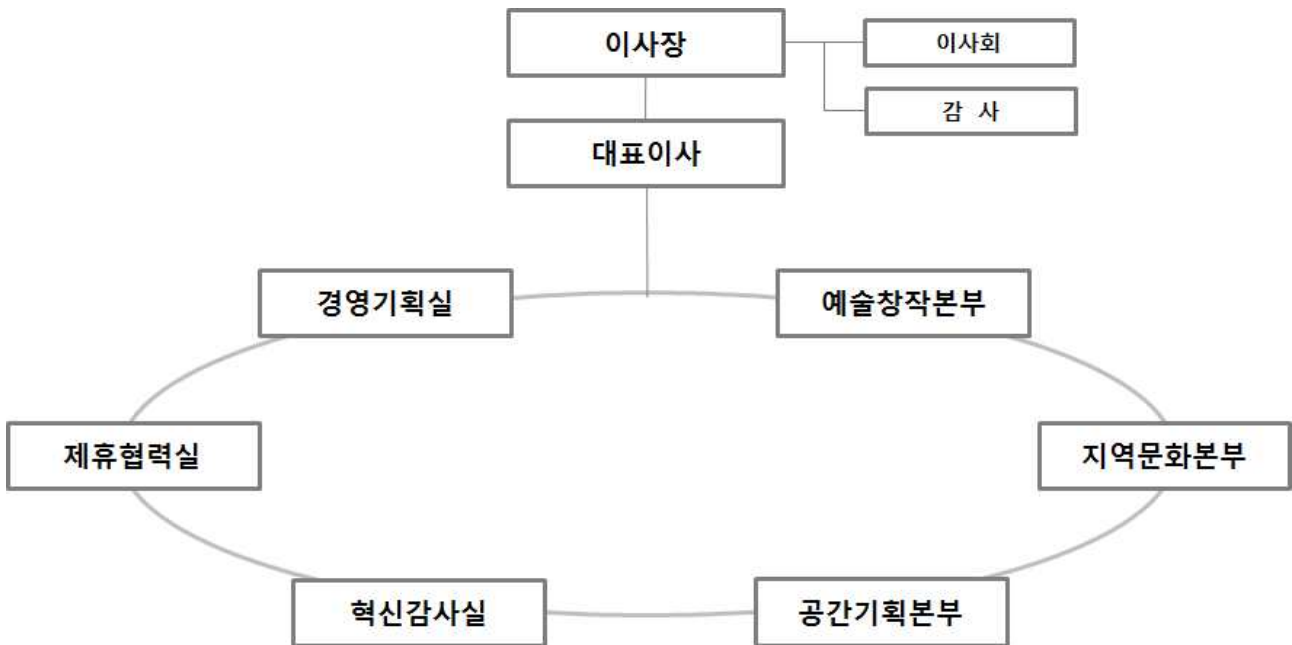 이사장
이사회
감 사
대표이사
경영기획실
예술창작본부
제휴협력실
지역문화본부
혁신감사실
공간기획본부